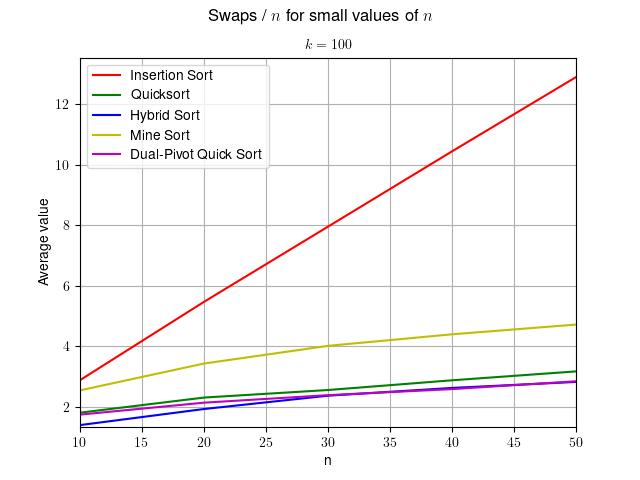 Swaps / n for small values of n
k = 100
Insertion Sort
Quicksort
Hybrid Sort
Mine Sort
Dual-Pivot Quick Sort
Average value
12
10
8
6
4
2
10 15 20 25 30 35 40 45 50
n